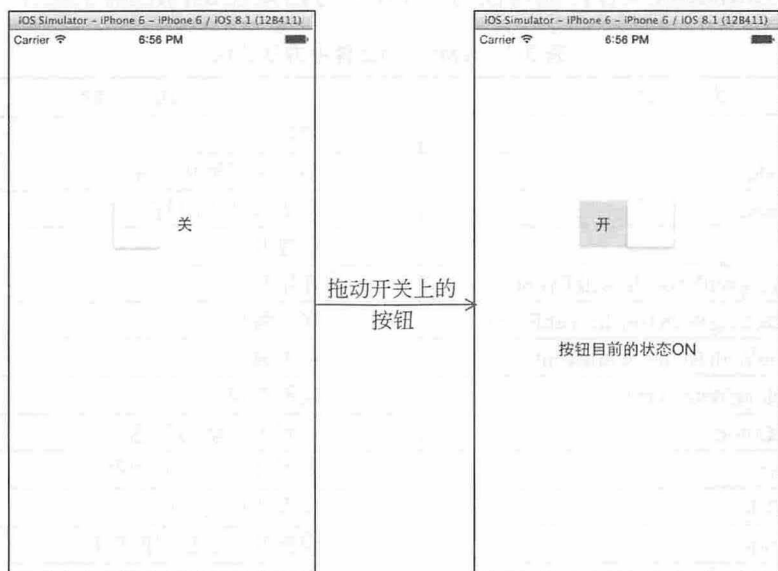 iOS Simulator – iPhone 6 – iPhone 6 / iOS 8.1 (12B411)
Carrier 6:56 PM
关
拖动开关上的
按钮
iOS Simulator – iPhone 6 – iPhone 6 / iOS 8.1 (12B411)
Carrier 6:56 PM
开
按钮目前的状态ON